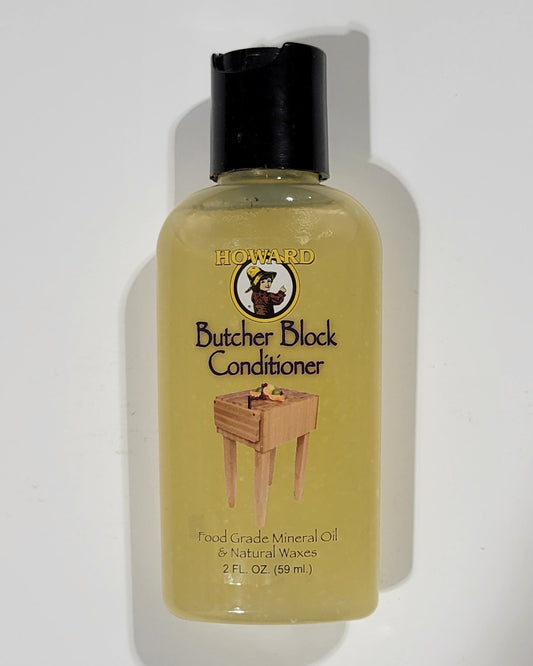 HOWARD
Butcher Block
Conditioner
Food Grade Mineral Oil
& Natural Waxes
2 FL. OZ. (59 ml.)